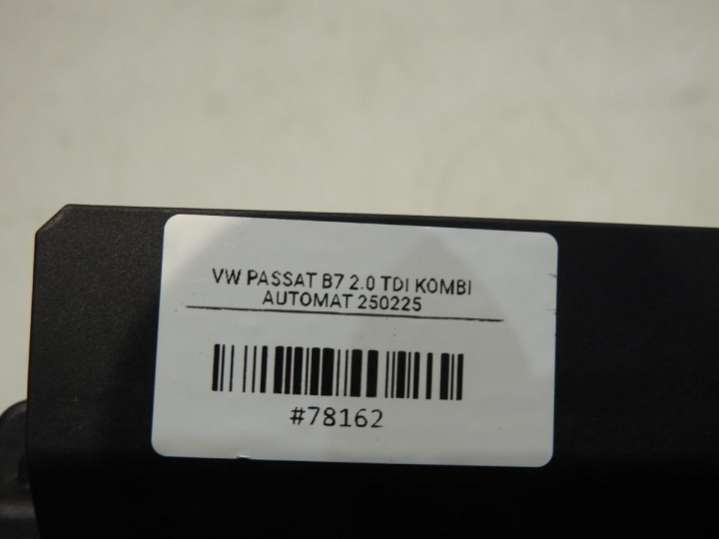 VW PASSAT B7 2.0 TDI KOMBI
AUTOMAT 250225
#78162